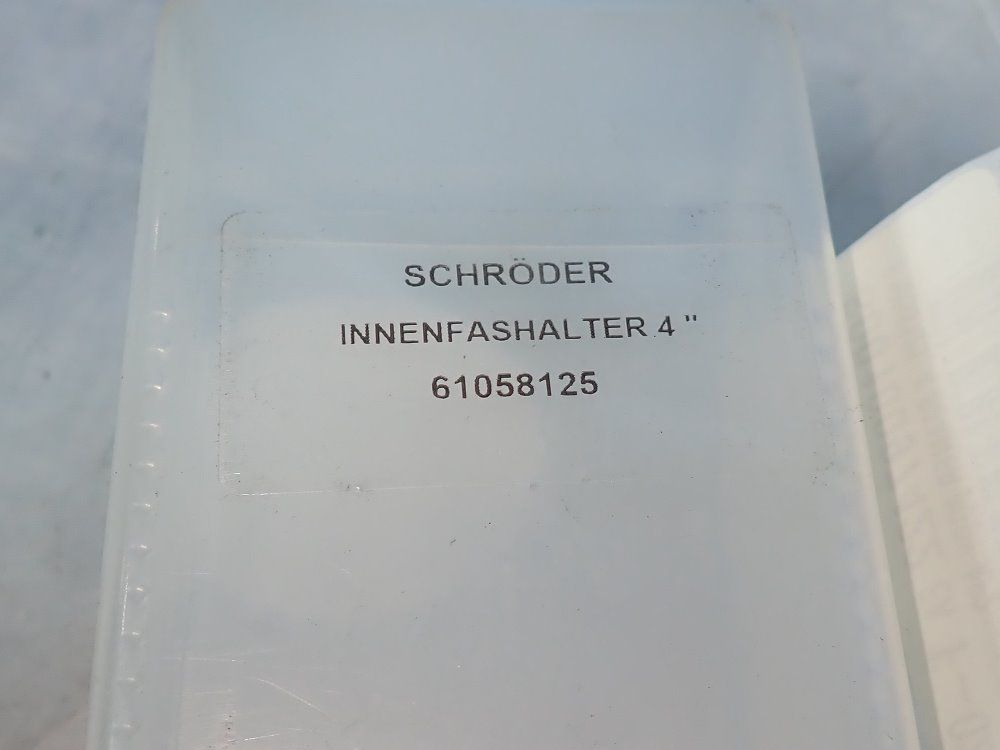 SCHRÖDER
INNENFASHALTER 4"
61058125